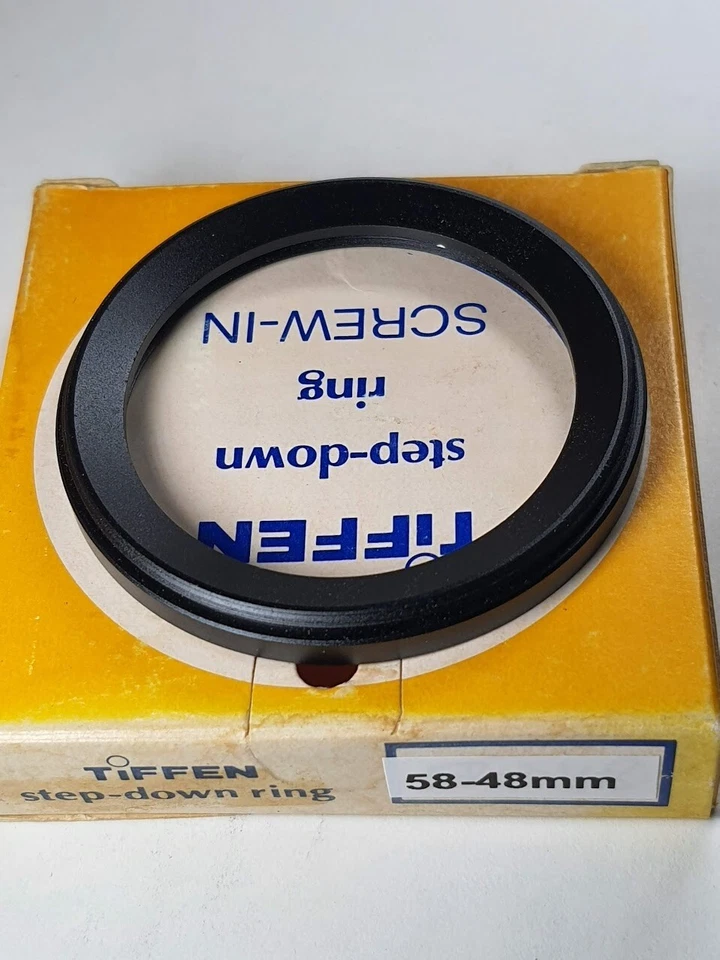 TIFFEN
step-down
ring
SCREW-IN
TIFFEN
step-down ring
58-48mm